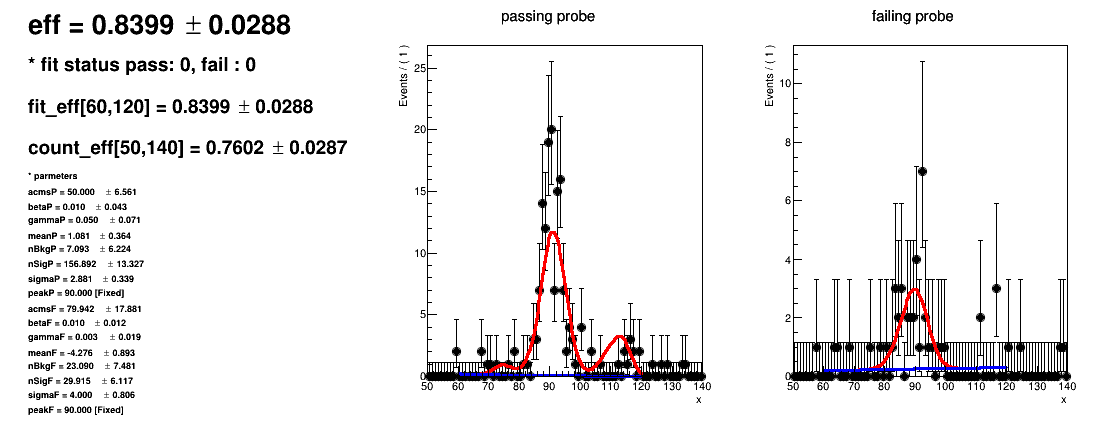 eff = 0.8399 ± 0.0288
* fit status pass: 0, fail : 0
fit_eff[60,120] = 0.8399 ± 0.0288
count_eff[50,140] = 0.7602 ± 0.0287
* parmeters
acmsP = 50.000 ± 6.561
betaP = 0.010 ± 0.043
gammaP = 0.050 ± 0.071
meanP = 1.081 ± 0.364
nBkgP = 7.093 ± 6.224
nSigP = 156.892 ± 13.327
sigmaP = 2.881 ± 0.339
peakP = 90.000 [Fixed]
acmsF = 79.942 ± 17.881
betaF = 0.010 ± 0.012
gammaF = 0.003 ± 0.019
meanF = -4.276 ± 0.893
nBkgF = 23.090 ± 7.481
nSigF = 29.915 ± 6.117
sigmaF = 4.000 ± 0.806
peakF = 90.000 [Fixed]
passing probe
Events / ( 1 )
25
20
15
10
5
0
50 60 70 80 90 100 110 120 130 140
x
failing probe
Events / ( 1 )
10
8
6
4
2
0
50 60 70 80 90 100 110 120 130 140
x